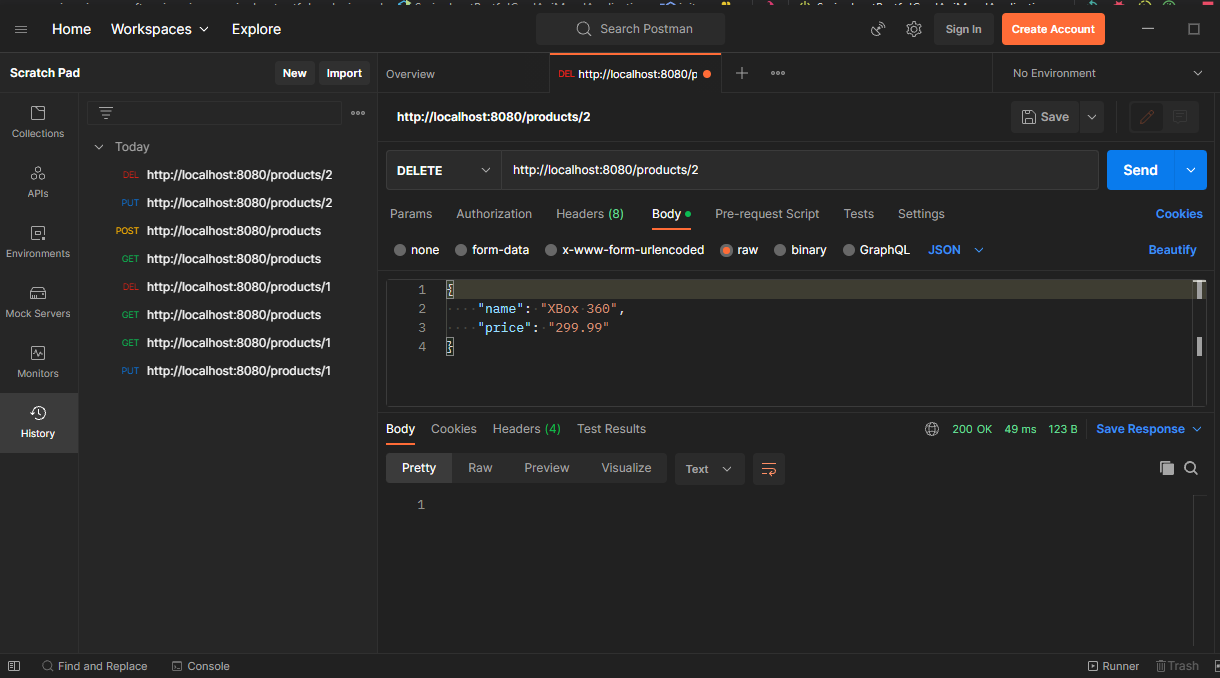 Home Workspaces Explore Search Postman Sign In Create Account
Scratch Pad New Import Overview DEL http://localhost:8080/p No Environment
http://localhost:8080/products/2 Save
Collections
APIs
Environments
Mock Servers
Monitors
History
Today
DEL http://localhost:8080/products/2
PUT http://localhost:8080/products/2
POST http://localhost:8080/products
GET http://localhost:8080/products
DEL http://localhost:8080/products/1
GET http://localhost:8080/products
GET http://localhost:8080/products/1
PUT http://localhost:8080/products/1
DELETE http://localhost:8080/products/2 Send
Params Authorization Headers (8) Body Pre-request Script Tests Settings Cookies
none form-data x-www-form-urlencoded raw binary GraphQL JSON Beautify
1 {
2 "name": "XBox 360",
3 "price": "299.99"
4 }
Body Cookies Headers (4) Test Results 200 OK 49 ms 123 B Save Response
Pretty Raw Preview Visualize Text
1
Find and Replace Console Runner Trash